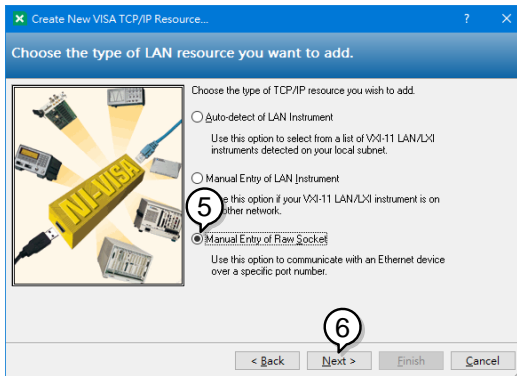 Create New VISA TCP/IP Resource...
Choose the type of LAN resource you want to add.
Choose the type of TCP/IP resource you wish to add.
Auto-detect of LAN Instrument
Use this option to select from a list of VXI-11 LAN/LXI
instruments detected on your local subnet.
Manual Entry of LAN Instrument
this option if your VXI-11 LAN/LXI instrument is on
network.
5
Manual Entry of Raw Socket
Use this option to communicate with an Ethernet device
over a specific port number.
NI-VISA
6
< Back
Next >
Finish
Cancel